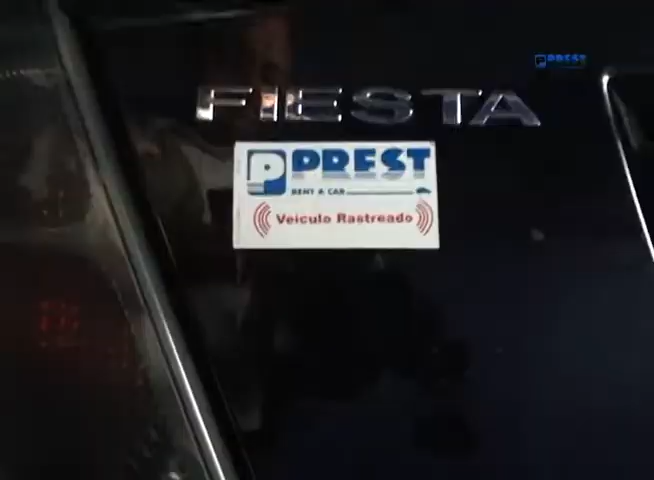 PREST
FIESTA
P PREST
RENT A CAR
Veiculo Rastreado